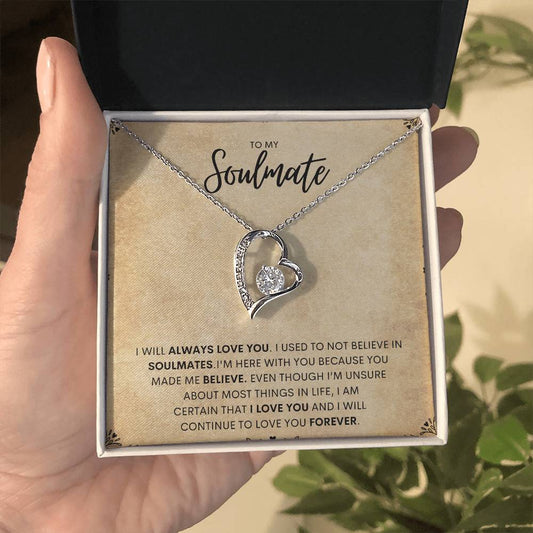 TO MY
Soulmate
I WILL ALWAYS LOVE YOU. I USED TO NOT BELIEVE IN
SOULMATES.I'M HERE WITH YOU BECAUSE YOU
MADE ME BELIEVE. EVEN THOUGH I'M UNSURE
ABOUT MOST THINGS IN LIFE, I AM
CERTAIN THAT I LOVE YOU AND I WILL
CONTINUE TO LOVE YOU FOREVER.